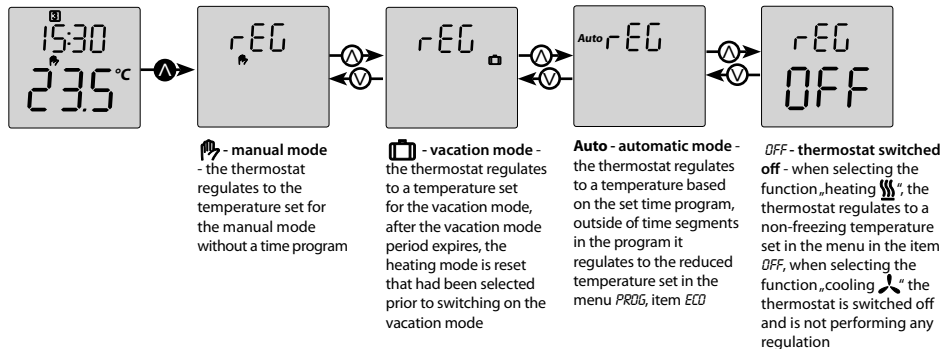 3
15:30
23.5 °C
rEG
rEG
Auto rEG
rEG
OFF
- manual mode
- the thermostat
regulates to the
temperature set for
the manual mode
without a time program
- vacation mode -
the thermostat regulates
to a temperature set
for the vacation mode,
after the vacation mode
period expires, the
heating mode is reset
that had been selected
prior to switching on the
vacation mode
Auto - automatic mode -
the thermostat regulates
to a temperature based
on the set time program,
outside of time segments
in the program it
regulates to the reduced
temperature set in the
menu PROG, item ECO
OFF - thermostat switched
off - when selecting the
function „heating “, the
thermostat regulates to a
non-freezing temperature
set in the menu in the item
OFF, when selecting the
function „cooling “ the
thermostat is switched off
and is not performing any
regulation